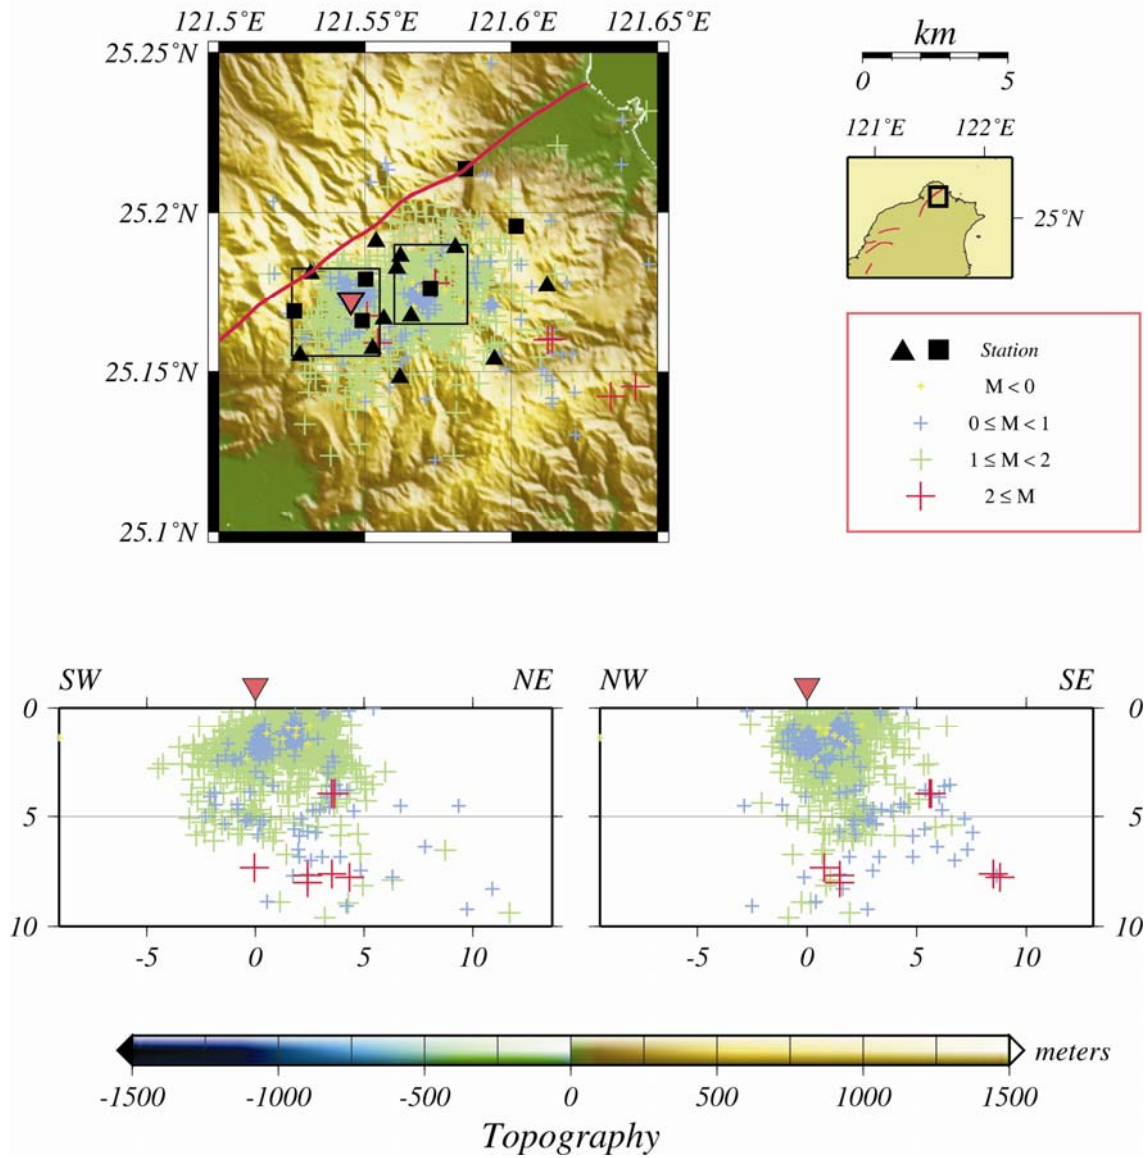 121.5˚E 121.55˚E 121.6˚E 121.65˚E
25.25˚N
25.2˚N
25.15˚N
25.1˚N
km
0 5
121˚E 122˚E
25˚N
Station
M < 0
0 ≤ M < 1
1 ≤ M < 2
2 ≤ M
SW NE
0
5
10
-5 0 5 10
NW SE
0
5
10
-5 0 5 10
meters
-1500 -1000 -500 0 500 1000 1500
Topography